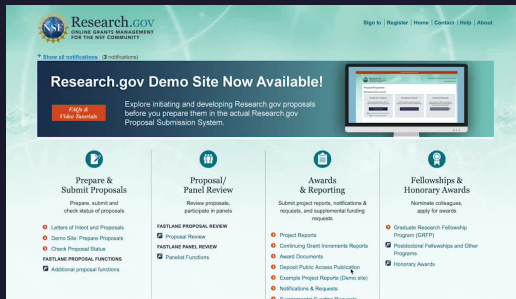 NSF
Research.gov
ONLINE GRANTS MANAGEMENT
FOR THE NSF COMMUNITY
Sign In | Register | Home | Contact | Help | About
+ Show all notifications (3 notifications)
Research.gov Demo Site Now Available!
FAQs &
Video Tutorials
Explore initiating and developing Research.gov proposals
before you prepare them in the actual Research.gov
Proposal Submission System.
Prepare &
Submit Proposals
Prepare, submit and
check status of proposals
Letters of Intent and Proposals
Demo Site: Prepare Proposals
Check Proposal Status
FASTLANE PROPOSAL FUNCTIONS
Additional proposal functions
Proposal/
Panel Review
Review proposals,
participate in panels
FASTLANE PROPOSAL REVIEW
Proposal Review
FASTLANE PANEL REVIEW
Panelist Functions
Awards
& Reporting
Submit project reports, notifications &
requests, and supplemental funding
requests
Project Reports
Continuing Grant Increments Reports
Award Documents
Deposit Public Access Publication
Example Project Reports (Demo site)
Notifications & Requests
Supplemental Funding Requests
Fellowships &
Honorary Awards
Nominate colleagues,
apply for awards
Graduate Research Fellowship
Program (GRFP)
Postdoctoral Fellowships and Other
Programs
Honorary Awards